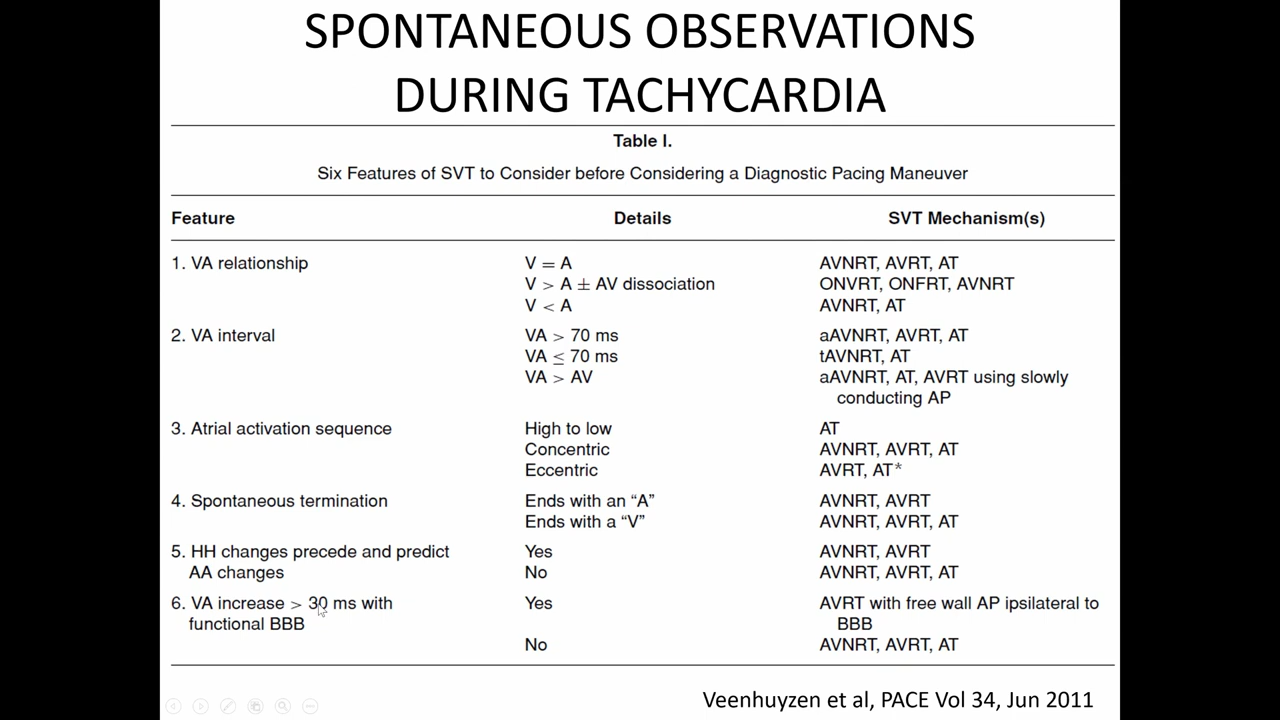 SPONTANEOUS OBSERVATIONS
DURING TACHYCARDIA
Table I.
Six Features of SVT to Consider before Considering a Diagnostic Pacing Maneuver
Feature Details SVT Mechanism(s)
1. VA relationship V = A AVNRT, AVRT, AT
V > A ± AV dissociation ONVRT, ONFRT, AVNRT
V < A AVNRT, AT
2. VA interval VA > 70 ms aAVNRT, AVRT, AT
VA ≤ 70 ms tAVNRT, AT
VA > AV aAVNRT, AT, AVRT using slowly
conducting AP
3. Atrial activation sequence High to low AT
Concentric AVNRT, AVRT, AT
Eccentric AVRT, AT*
4. Spontaneous termination Ends with an “A” AVNRT, AVRT
Ends with a “V” AVNRT, AVRT, AT
5. HH changes precede and predict Yes AVNRT, AVRT
AA changes No AVNRT, AVRT, AT
6. VA increase > 30 ms with Yes AVRT with free wall AP ipsilateral to
functional BBB BBB
No AVNRT, AVRT, AT
Veenhuyzen et al, PACE Vol 34, Jun 2011